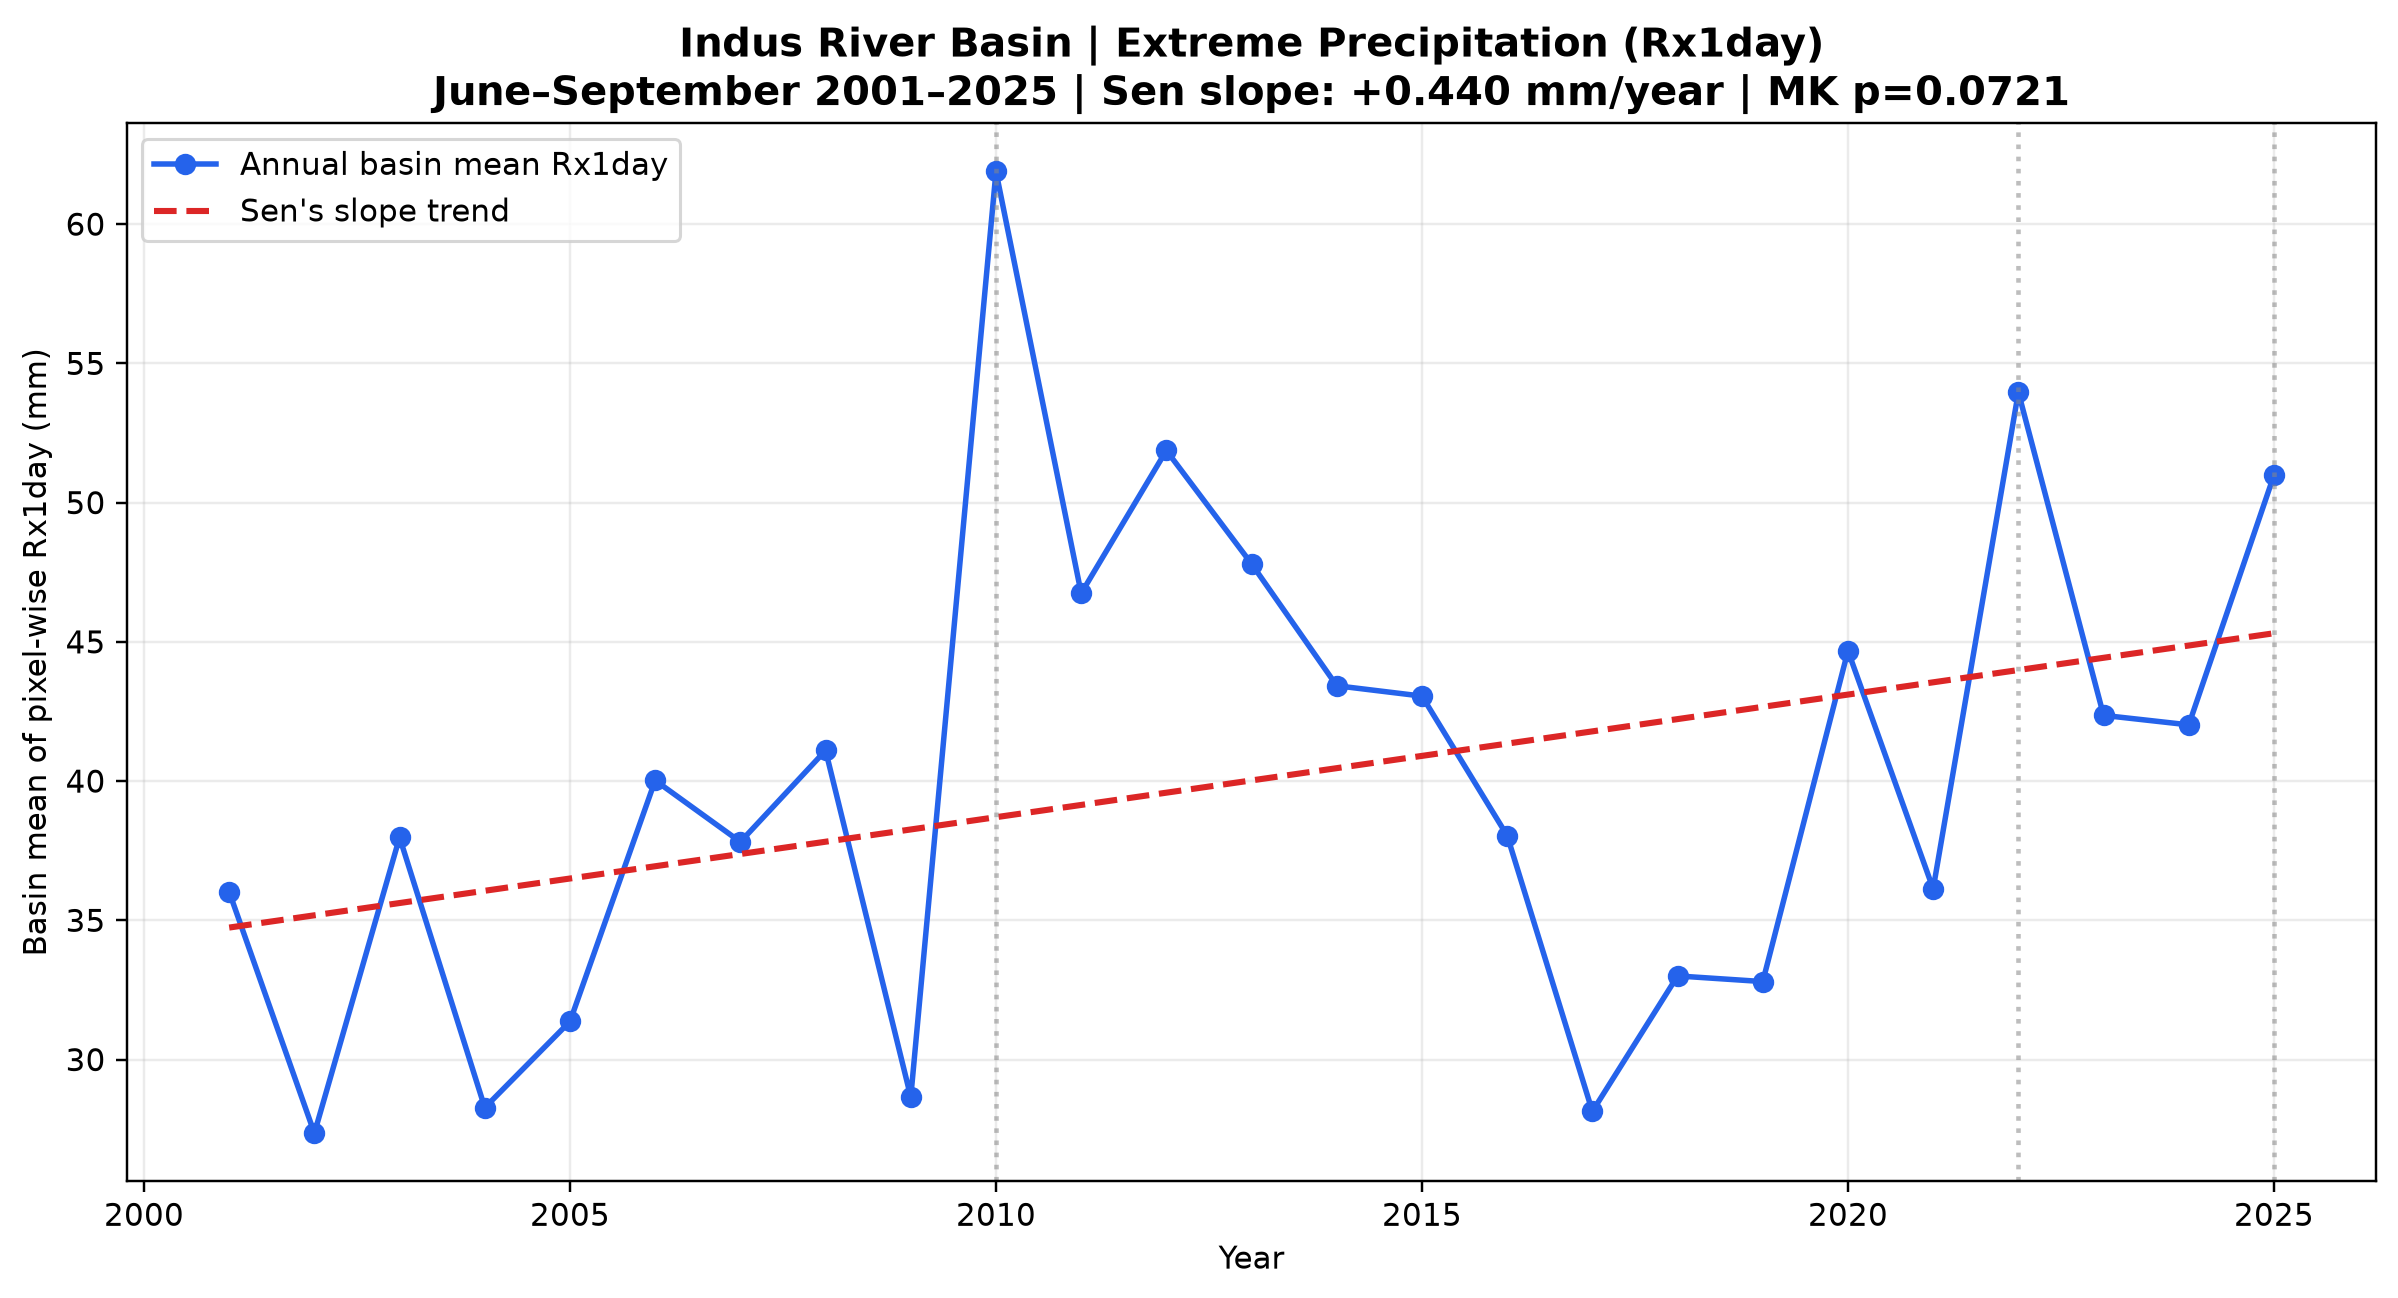 Indus River Basin | Extreme Precipitation (Rx1day)
June–September 2001–2025 | Sen slope: +0.440 mm/year | MK p=0.0721
Annual basin mean Rx1day
Sen's slope trend
Basin mean of pixel-wise Rx1day (mm)
60
55
50
45
40
35
30
2000
2005
2010
2015
2020
2025
Year